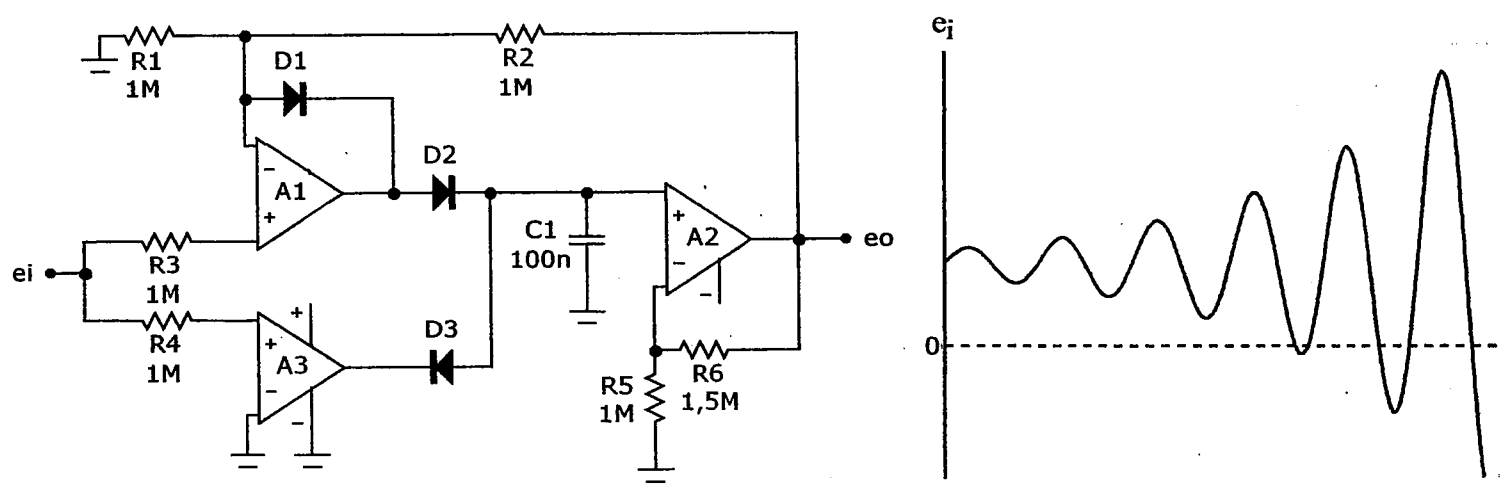 R1
1M
R2
1M
D1
D2
-
A1
+
ei
R3
1M
R4
1M
+
+
A3
-
-
D3
C1
100n
+
A2
-
-
eo
R5
1M
R6
1,5M
ei
0